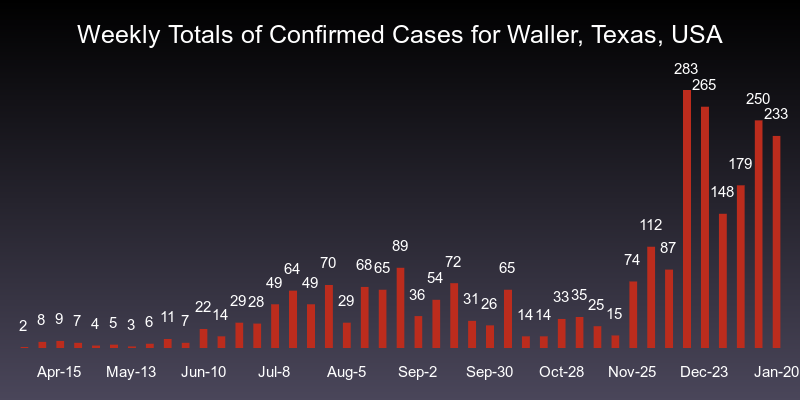 Weekly Totals of Confirmed Cases for Waller, Texas, USA
2 8 9 7 4 5 3 6 11 7 22 14 29 28 49 64 49 70 29 68 65 89 36 54 72 31 26 65 14 14 33 35 25 15 74 112 87 283 265 148 179 250 233
Apr-15 May-13 Jun-10 Jul-8 Aug-5 Sep-2 Sep-30 Oct-28 Nov-25 Dec-23 Jan-20